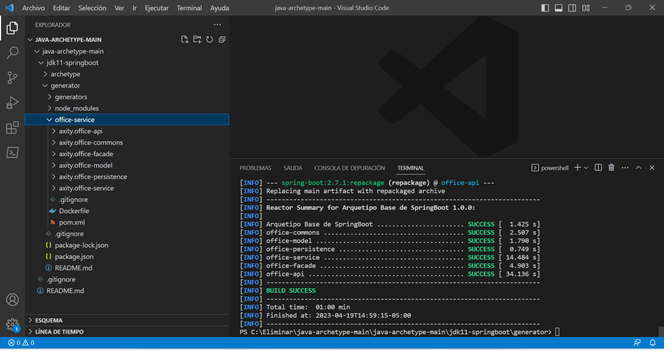 Archivo Editar Selección Ver Ir Ejecutar Terminal Ayuda java-archetype-main - Visual Studio Code
EXPLORADOR
JAVA-ARCHETYPE-MAIN
java-archetype-main
jdk11-springboot
archetype
generator
generators
node_modules
office-service
axity.office-api
axity.office-commons
axity.office-facade
axity.office-model
axity.office-persistence
axity.office-service
.gitignore
Dockerfile
pom.xml
.gitignore
package-lock.json
package.json
README.md
.gitignore
README.md
ESQUEMA
LÍNEA DE TIEMPO
PROBLEMAS SALIDA CONSOLA DE DEPURACIÓN TERMINAL powershell
[INFO] --- spring-boot:2.7.1:repackage (repackage) @ office-api ---
[INFO] Replacing main artifact with repackaged archive
[INFO] ------------------------------------------------------------------------
[INFO] Reactor Summary for Arquetipo Base de SpringBoot 1.0.0:
[INFO]
[INFO] Arquetipo Base de SpringBoot ....................... SUCCESS [  1.425 s]
[INFO] office-commons ..................................... SUCCESS [  2.507 s]
[INFO] office-model ....................................... SUCCESS [  1.790 s]
[INFO] office-persistence ................................. SUCCESS [  0.749 s]
[INFO] office-service ..................................... SUCCESS [ 14.484 s]
[INFO] office-facade ...................................... SUCCESS [  4.903 s]
[INFO] office-api ......................................... SUCCESS [ 34.136 s]
[INFO] ------------------------------------------------------------------------
[INFO] BUILD SUCCESS
[INFO] ------------------------------------------------------------------------
[INFO] Total time:  01:00 min
[INFO] Finished at: 2023-04-19T14:59:15-05:00
[INFO] ------------------------------------------------------------------------
PS C:\Eliminar\java-archetype-main\java-archetype-main\jdk11-springboot\generator>
1
0 0